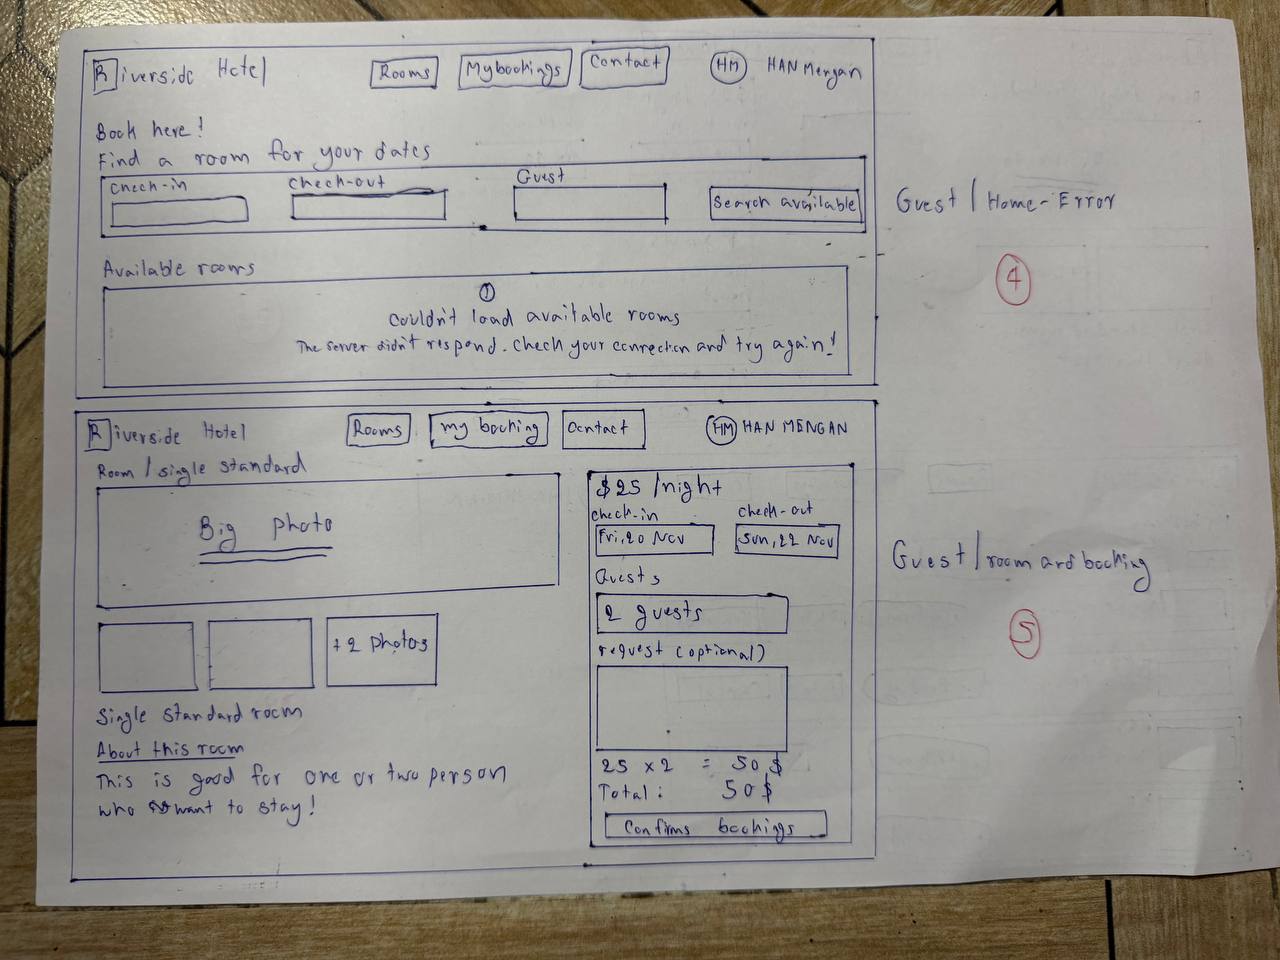 Riverside Hotel Rooms My bookings Contact HM HAN Mengan
Book here!
Find a room for your dates
check-in check-out Guest
Search available
Guest / Home - Error
4
Available rooms
Couldn't load available rooms
The server didn't respond. Check your connection and try again!
Riverside Hotel Rooms my booking Contact HM HAN MENGAN
Room / single standard
Big photo
$25 /night
check-in check-out
Fri, 20 Nov Sun, 22 Nov
Guests
2 guests
Guest / room and booking
5
+2 photos
request (optional)
Single standard room
About this room
This is good for one or two person
who want to stay!
25 x 2 = 50 $
Total: 50 $
Confirms bookings